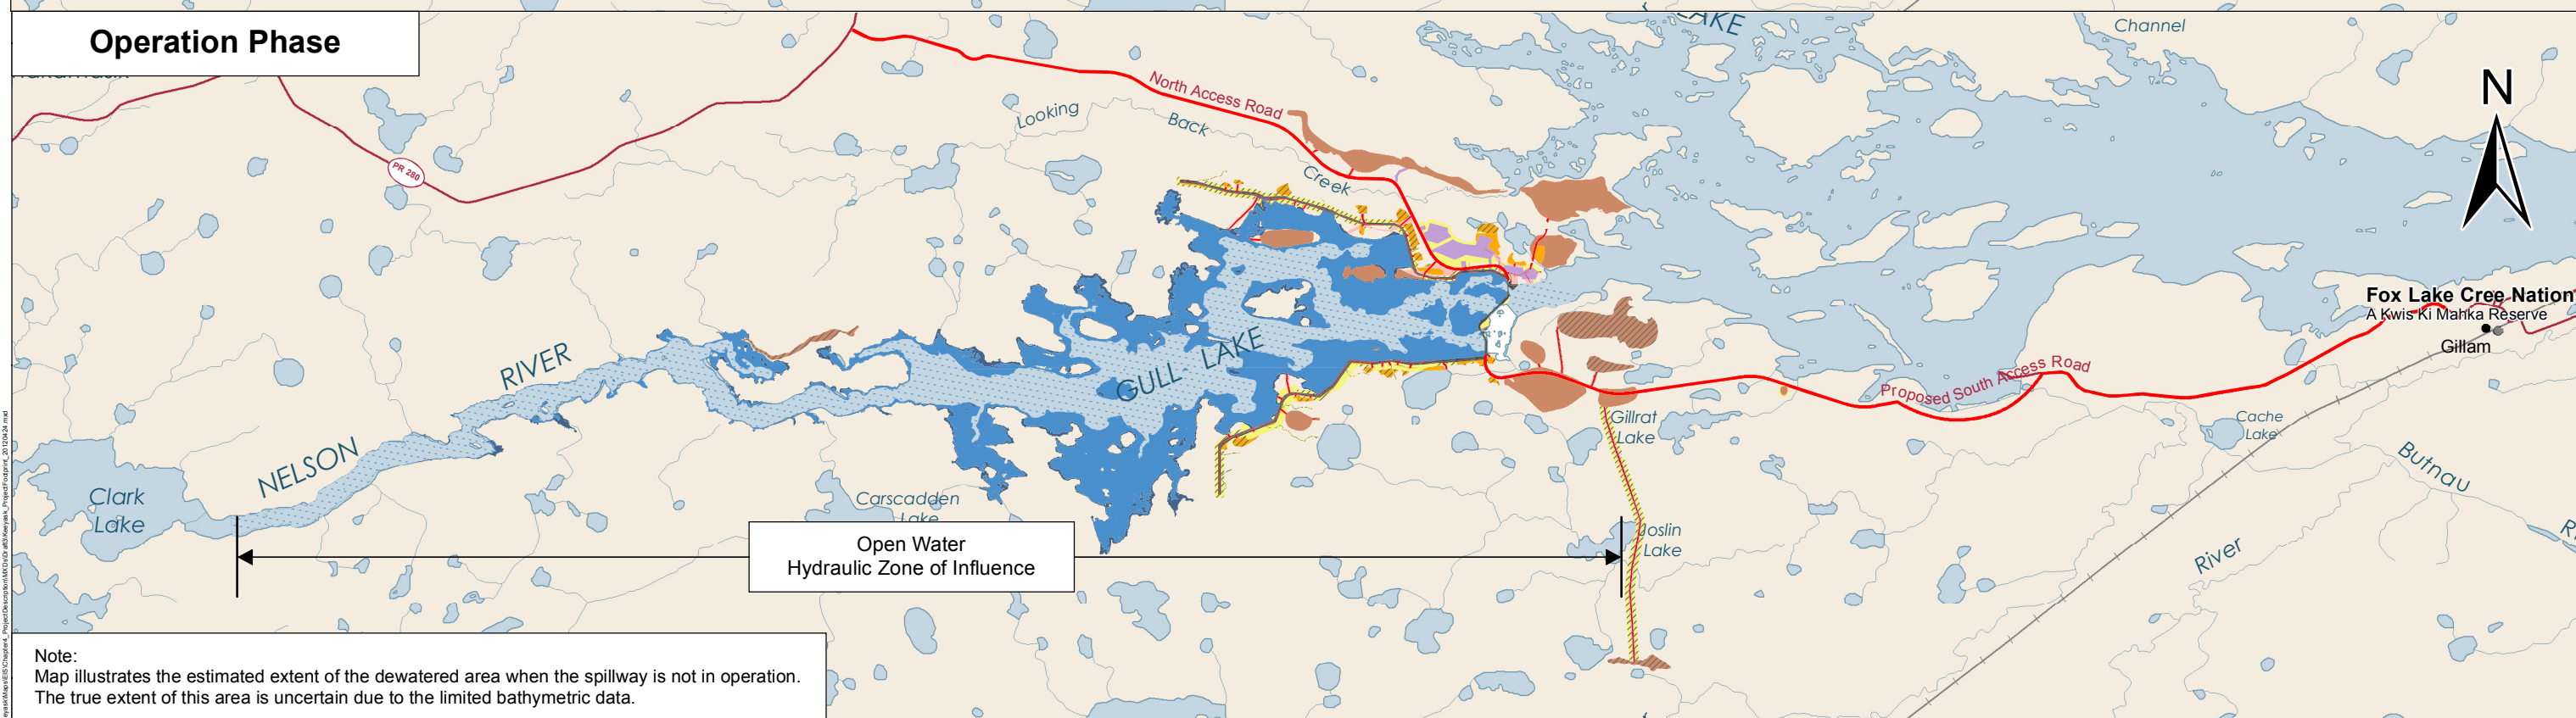 Operation Phase
LAKE
Channel
N
North Access Road
Looking
Back
Creek
PR 280
Fox Lake Cree Nation
A Kwis Ki Mahka Reserve
Gillam
RIVER
GULL LAKE
Proposed South Access Road
NELSON
Gillrat
Lake
Cache
Lake
Butnau
River
Clark
Lake
Carscadden
Lake
Joslin
Lake
Open Water
Hydraulic Zone of Influence
Note:
Map illustrates the estimated extent of the dewatered area when the spillway is not in operation.
The true extent of this area is uncertain due to the limited bathymetric data.